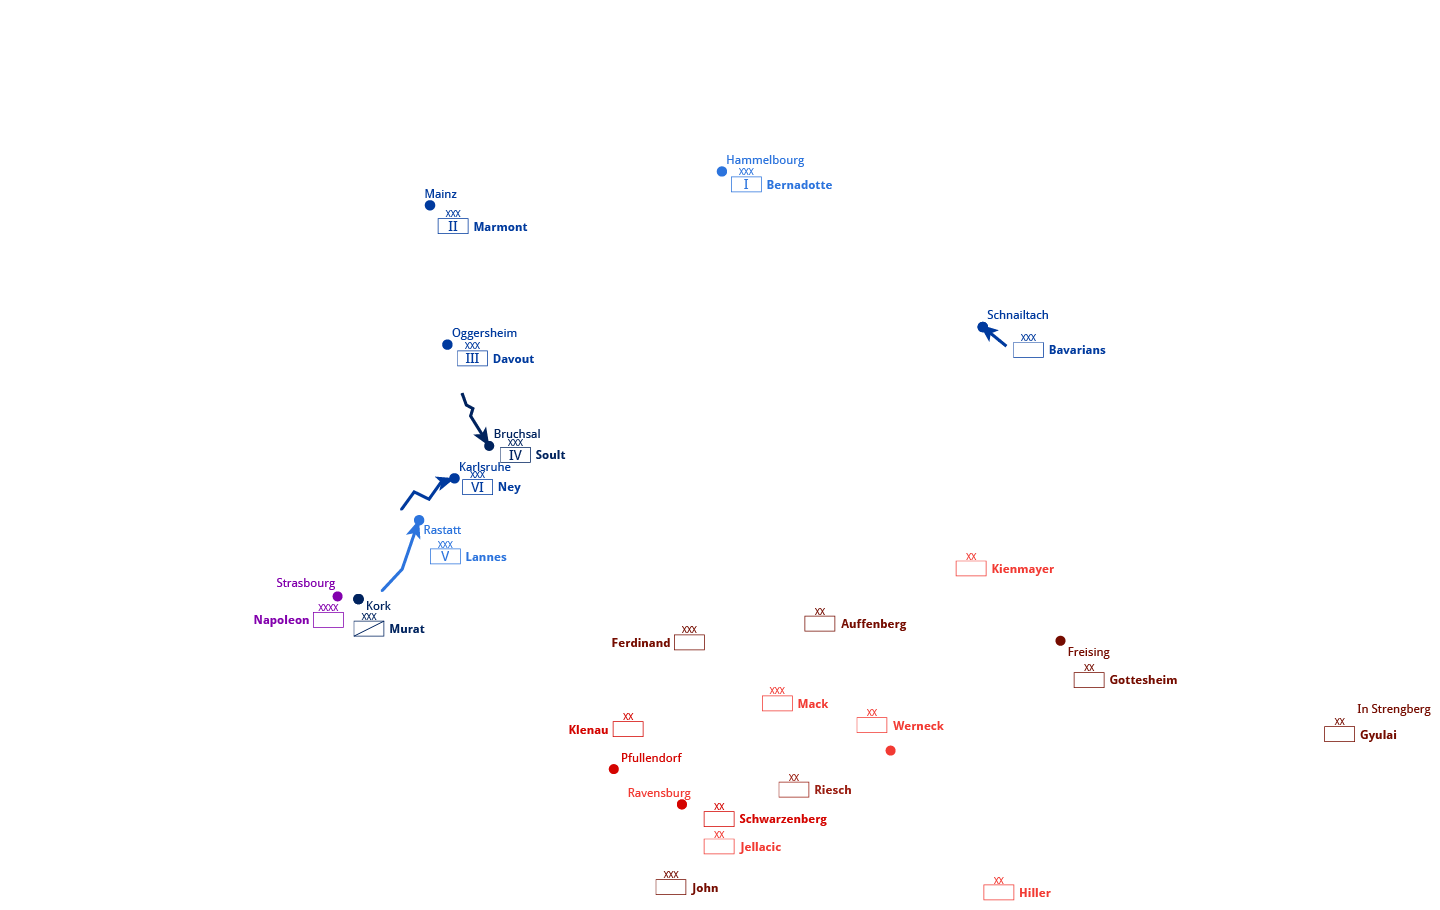 Hammelbourg
XXX
I Bernadotte
Mainz
XXX
II Marmont
Schnailtach
XXX
Bavarians
Oggersheim
XXX
III Davout
Bruchsal
XXX
IV Soult
Karlsruhe
XXX
VI Ney
Rastatt
XXX
V Lannes
Strasbourg
XXXX
Napoleon
Kork
XXX
Murat
XX
Kienmayer
XX
Auffenberg
XXX
Ferdinand
Freising
XX
Gottesheim
XXX
Mack
XX
Werneck
In Strengberg
XX
Gyulai
XX
Klenau
Pfullendorf
XX
Riesch
Ravensburg
XX
Schwarzenberg
XX
Jellacic
XXX
John
XX
Hiller